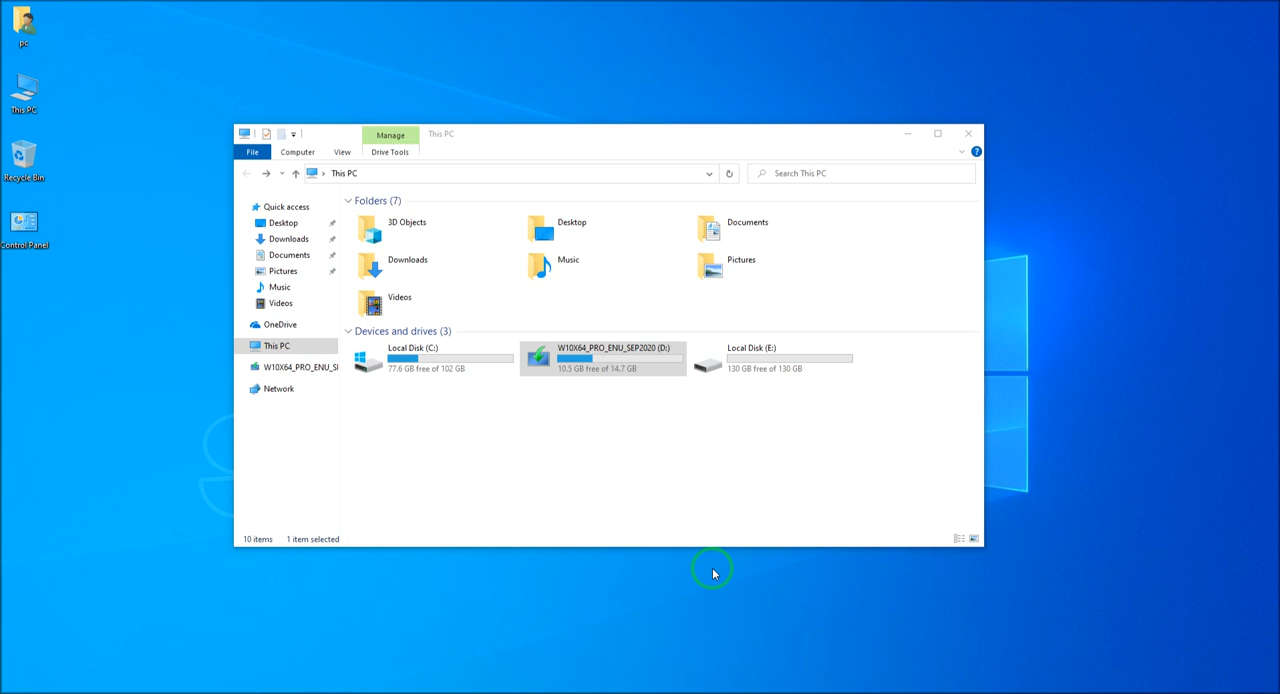 pc
This PC
Recycle Bin
Control Panel
Manage
This PC
File
Computer
View
Drive Tools
?
This PC
Search This PC
Quick access
Desktop
Downloads
Documents
Pictures
Music
Videos
OneDrive
This PC
W10X64_PRO_ENU_SI
Network
Folders (7)
3D Objects
Desktop
Documents
Downloads
Music
Pictures
Videos
Devices and drives (3)
Local Disk (C:)
77.6 GB free of 102 GB
W10X64_PRO_ENU_SEP2020 (D:)
10.5 GB free of 14.7 GB
Local Disk (E:)
130 GB free of 130 GB
10 items
1 item selected